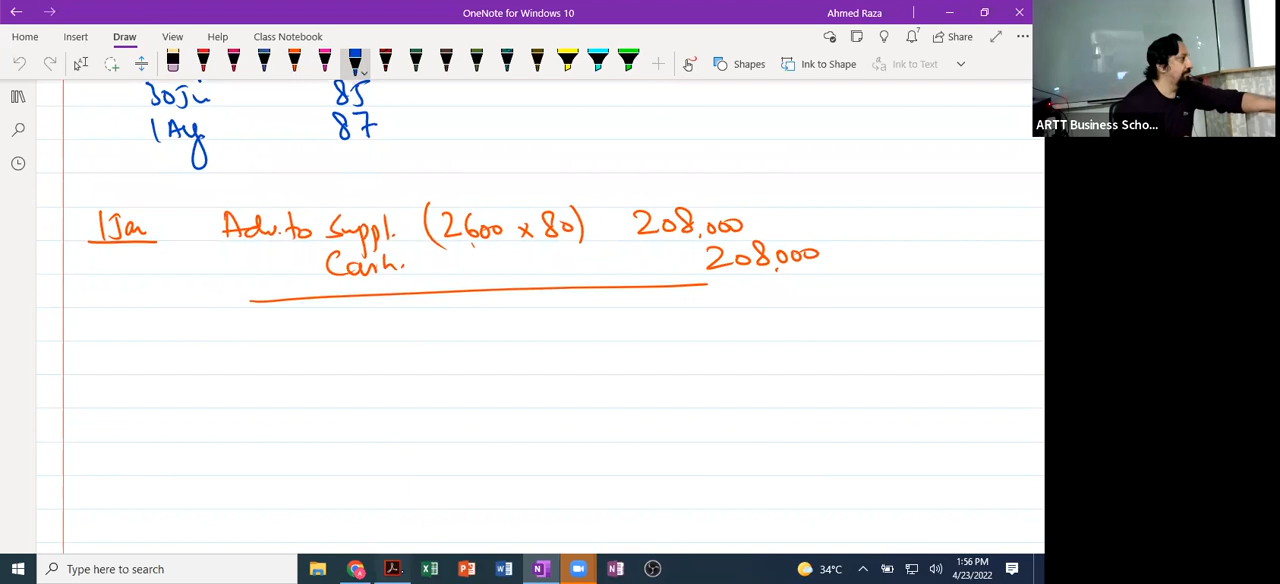 OneNote for Windows 10
Ahmed Raza
Home Insert Draw View Help Class Notebook
Share
Shapes
Ink to Shape
Ink to Text
ARTT Business Scho...
30 Jun 85
1 Aug 87
1 Jan Adv. to Suppl. (2600 x 80) 208,000
Cash. 208,000
Type here to search
34°C
1:56 PM
4/23/2022